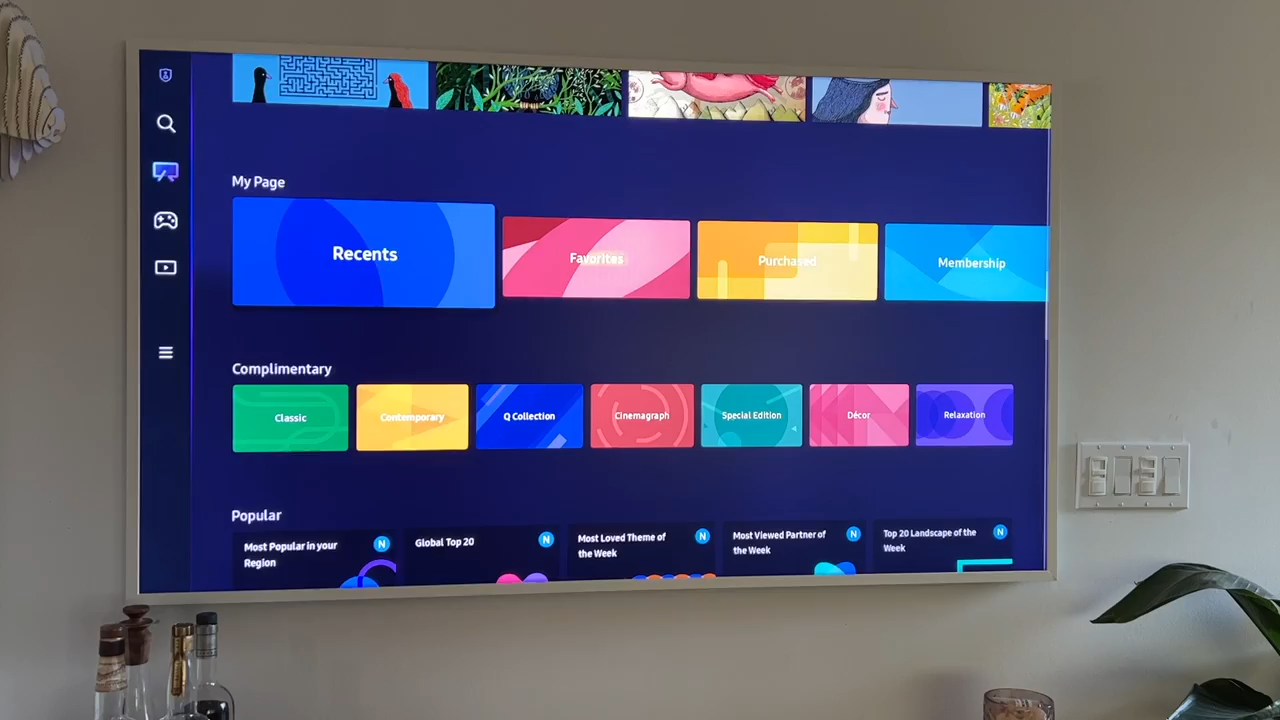 My Page
Recents
Favorites
Purchased
Membership
Complimentary
Classic
Contemporary
Q Collection
Cinemagraph
Special Edition
Décor
Relaxation
Popular
Most Popular in your
Region
N
Global Top 20
N
Most Loved Theme of
the Week
N
Most Viewed Partner of
the Week
N
Top 20 Landscape of the
Week
N